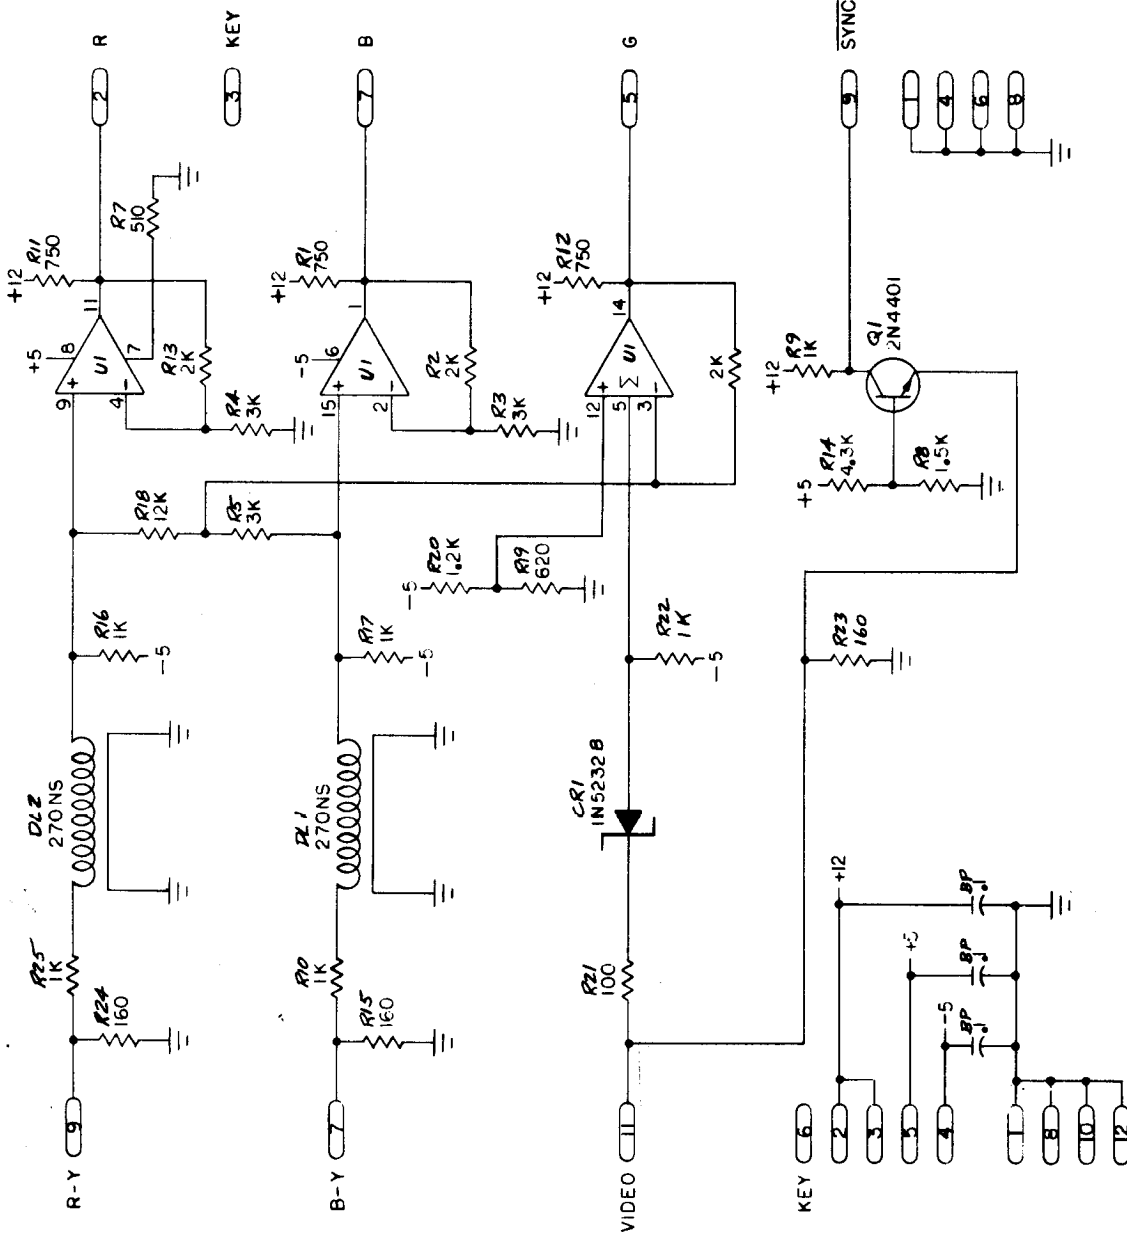 R-Y
9
R24
160
R25
1K
DL2
270NS
R16
1K
-5
R18
12K
R5
3K
9
+
4
-
+5
8
U1
7
11
+12
R11
750
R13
2K
R4
3K
R7
510
2
R
3
KEY
B-Y
7
R15
160
R10
1K
DL1
270NS
R17
1K
-5
15
+
2
-
-5
6
U1
1
+12
R1
750
R2
2K
R3
3K
7
B
VIDEO
11
R21
100
CR1
1N5232B
R22
1K
-5
-5
R20
1.2K
R19
620
12
+
5
Σ
3
-
U1
14
+12
R12
750
2K
5
G
R23
160
+5
R14
4.3K
R8
1.5K
+12
R9
1K
Q1
2N4401
9
SYNC
1
4
6
8
KEY
6
2
3
5
4
1
8
10
12
+12
+5
-5
BP
.1
BP
.1
BP
.1